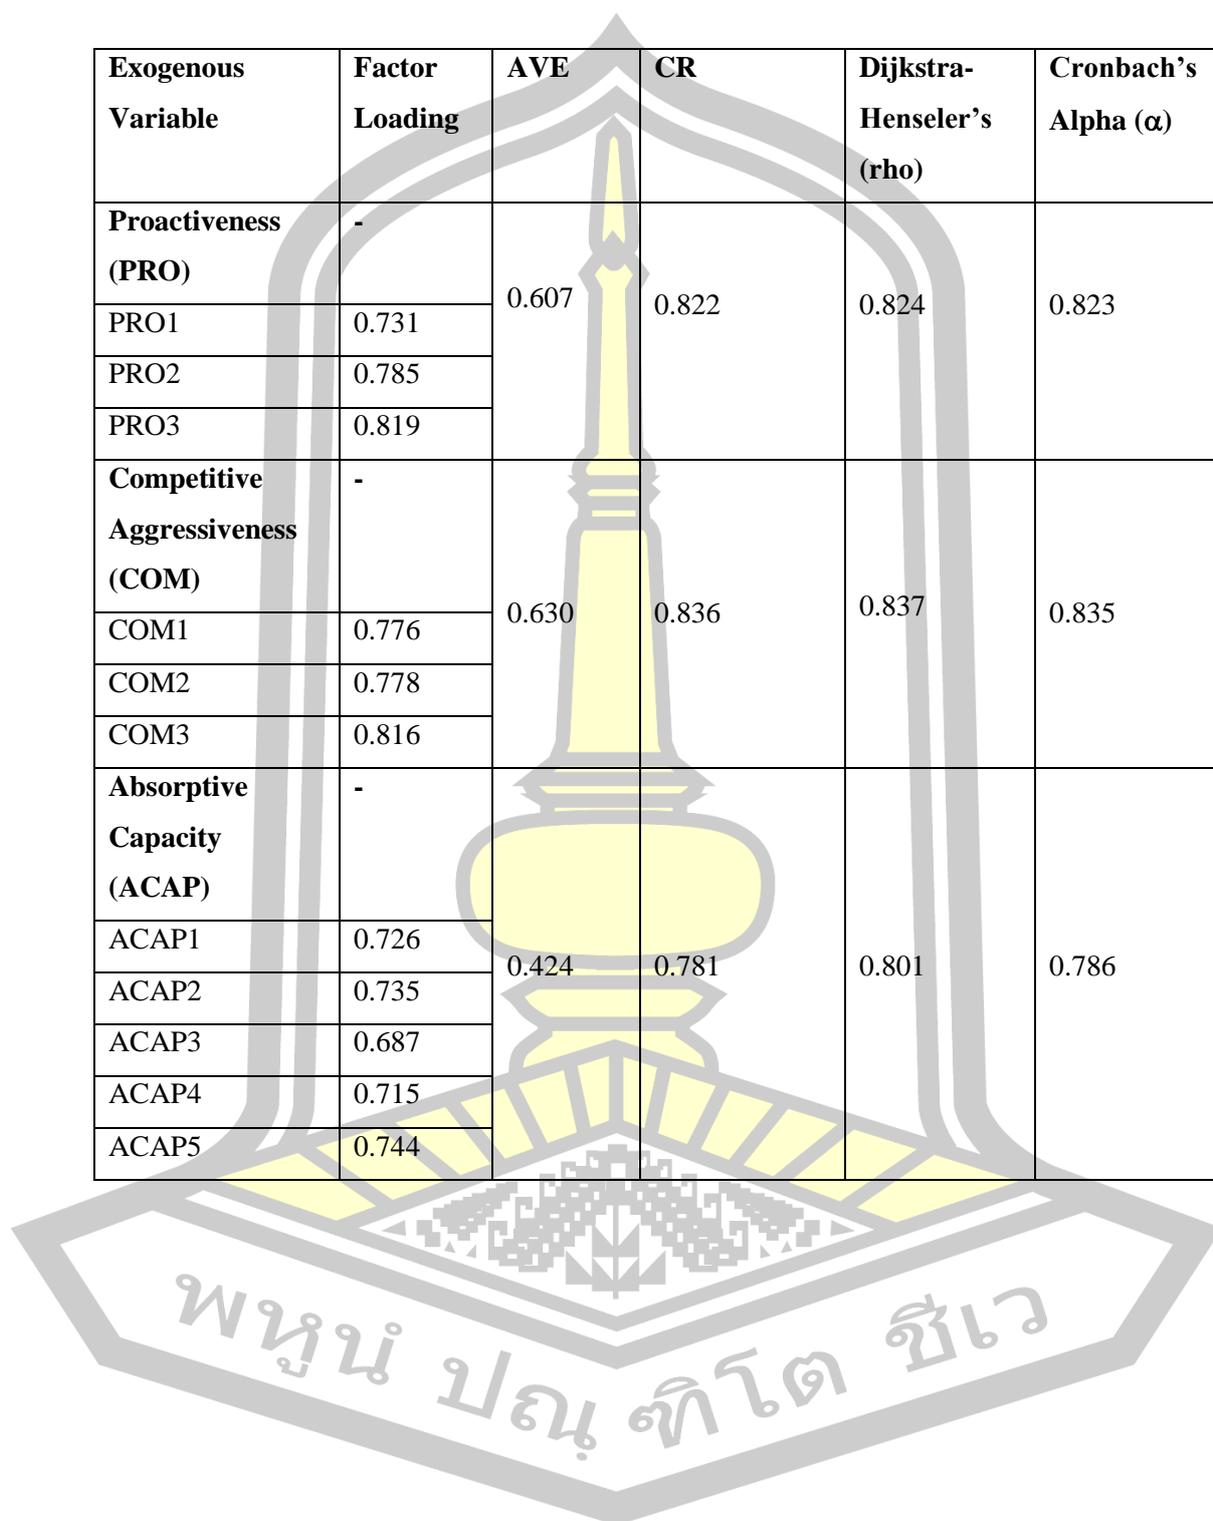 Exogenous Variable Factor Loading AVE CR Dijkstra-Henseler’s (rho) Cronbach’s Alpha (α)
Proactiveness (PRO) - 0.607 0.822 0.824 0.823
PRO1 0.731
PRO2 0.785
PRO3 0.819
Competitive Aggressiveness (COM) - 0.630 0.836 0.837 0.835
COM1 0.776
COM2 0.778
COM3 0.816
Absorptive Capacity (ACAP) - 0.424 0.781 0.801 0.786
ACAP1 0.726
ACAP2 0.735
ACAP3 0.687
ACAP4 0.715
ACAP5 0.744
พหูนํ ปณฺฑิโต ชีเว